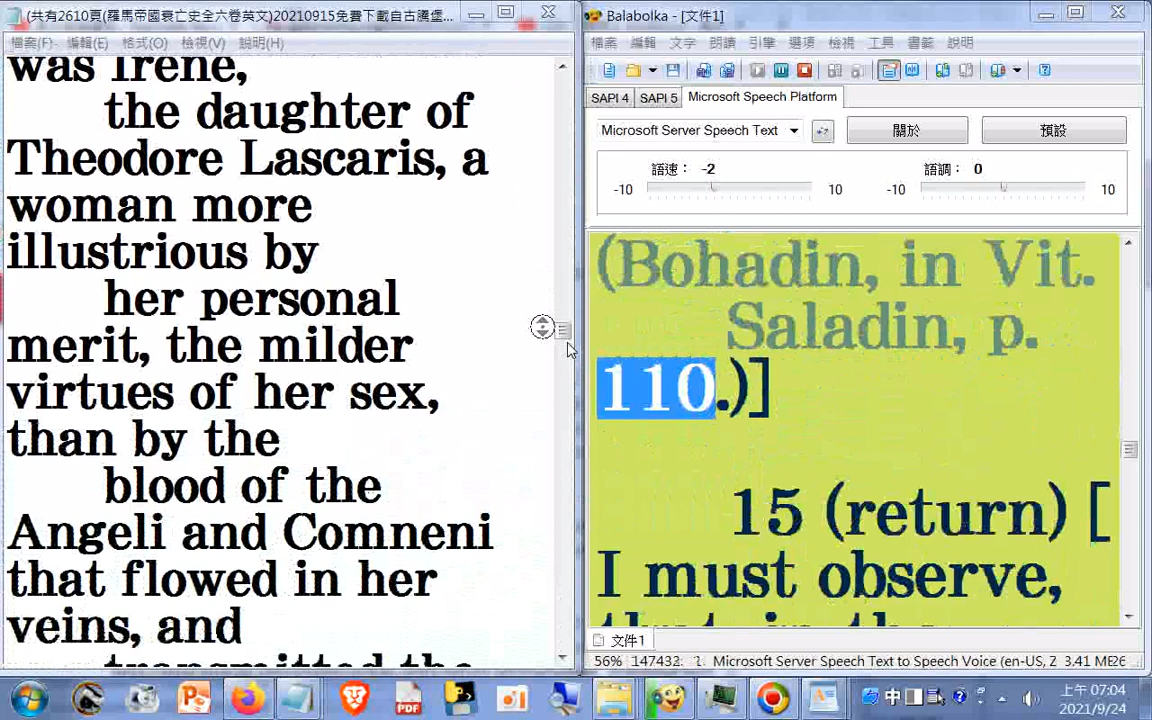 (共有2610頁(羅馬帝國衰亡史全六卷英文)20210915免費下載自古騰堡...
檔案(F) 編輯(E) 格式(O) 檢視(V) 說明(H)
was Irene,
the daughter of
Theodore Lascaris, a
woman more
illustrious by
her personal
merit, the milder
virtues of her sex,
than by the
blood of the
Angeli and Comneni
that flowed in her
veins, and
transmitted the
Balabolka - [文件1]
檔案 編輯 文字 朗讀 引擎 選項 檢視 工具 書籤 說明
SAPI 4 SAPI 5 Microsoft Speech Platform
Microsoft Server Speech Text 關於 預設
語速： -2 語調： 0
-10 10 -10 10
(Bohadin, in Vit.
Saladin, p.
110.)]
15 (return) [
I must observe,
that in the
文件1
56% 147432 Microsoft Server Speech Text to Speech Voice (en-US, Z 3.41 ME26
中 上午 07:04
2021/9/24